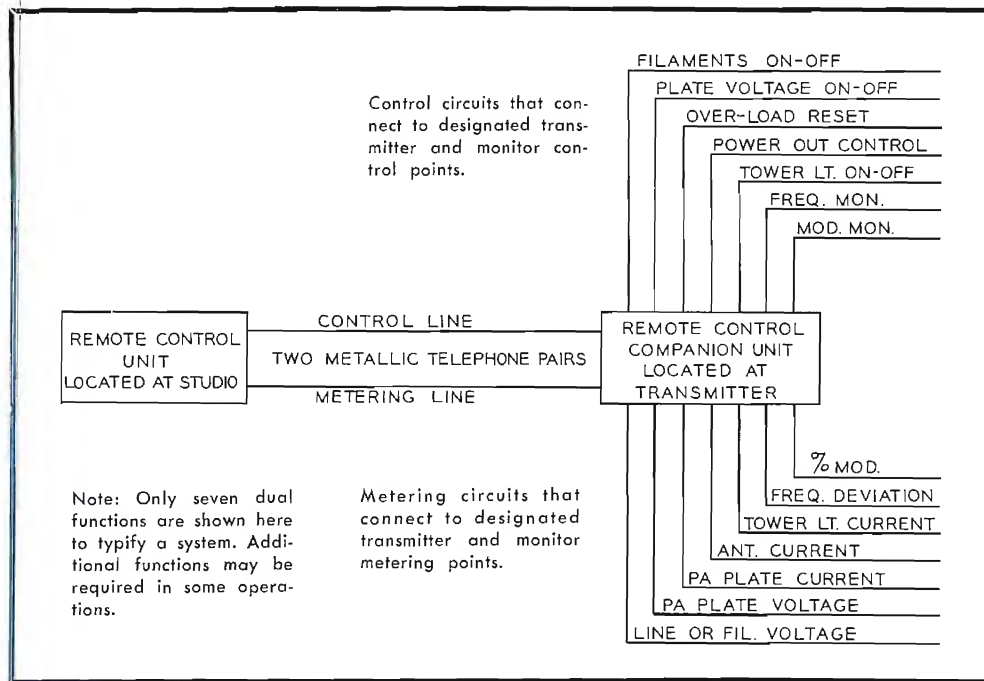 FILAMENTS ON-OFF
PLATE VOLTAGE ON-OFF
OVER-LOAD RESET
POWER OUT CONTROL
TOWER LT. ON-OFF
FREQ. MON.
MOD. MON.
Control circuits that con-
nect to designated trans-
mitter and monitor con-
trol points.
REMOTE CONTROL
UNIT
LOCATED AT STUDIO
CONTROL LINE
TWO METALLIC TELEPHONE PAIRS
METERING LINE
REMOTE CONTROL
COMPANION UNIT
LOCATED AT
TRANSMITTER
Note: Only seven dual
functions are shown here
to typify a system. Addi-
tional functions may be
required in some opera-
tions.
Metering circuits that
connect to designated
transmitter and monitor
metering points.
% MOD.
FREQ. DEVIATION
TOWER LT. CURRENT
ANT. CURRENT
PA PLATE CURRENT
PA PLATE VOLTAGE
LINE OR FIL. VOLTAGE